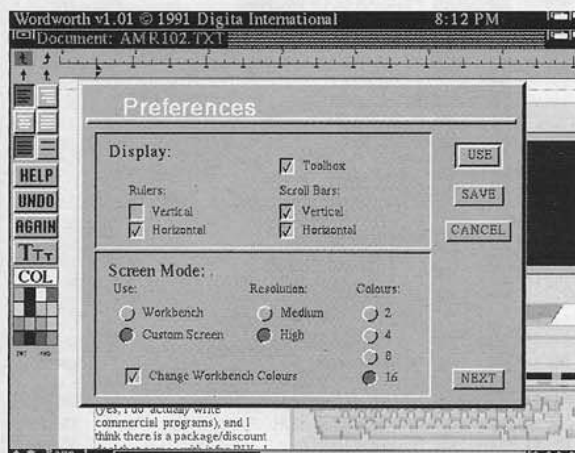 Wordworth v1.01 © 1991 Digita International 8:12 PM
Document: AMR102.TXT
Preferences
Display:
Toolbox
USE
Rulers:
Scroll Bars:
SAVE
Vertical
Vertical
Horizontal
Horizontal
CANCEL
HELP
UNDO
AGAIN
TTT
COL
Screen Mode:
Use:
Resolution:
Colours:
Workbench
Medium
2
Custom Screen
High
4
8
Change Workbench Colours
16
NEXT
(yes, I do actually write
commercial programs), and I
think there is a package/discount